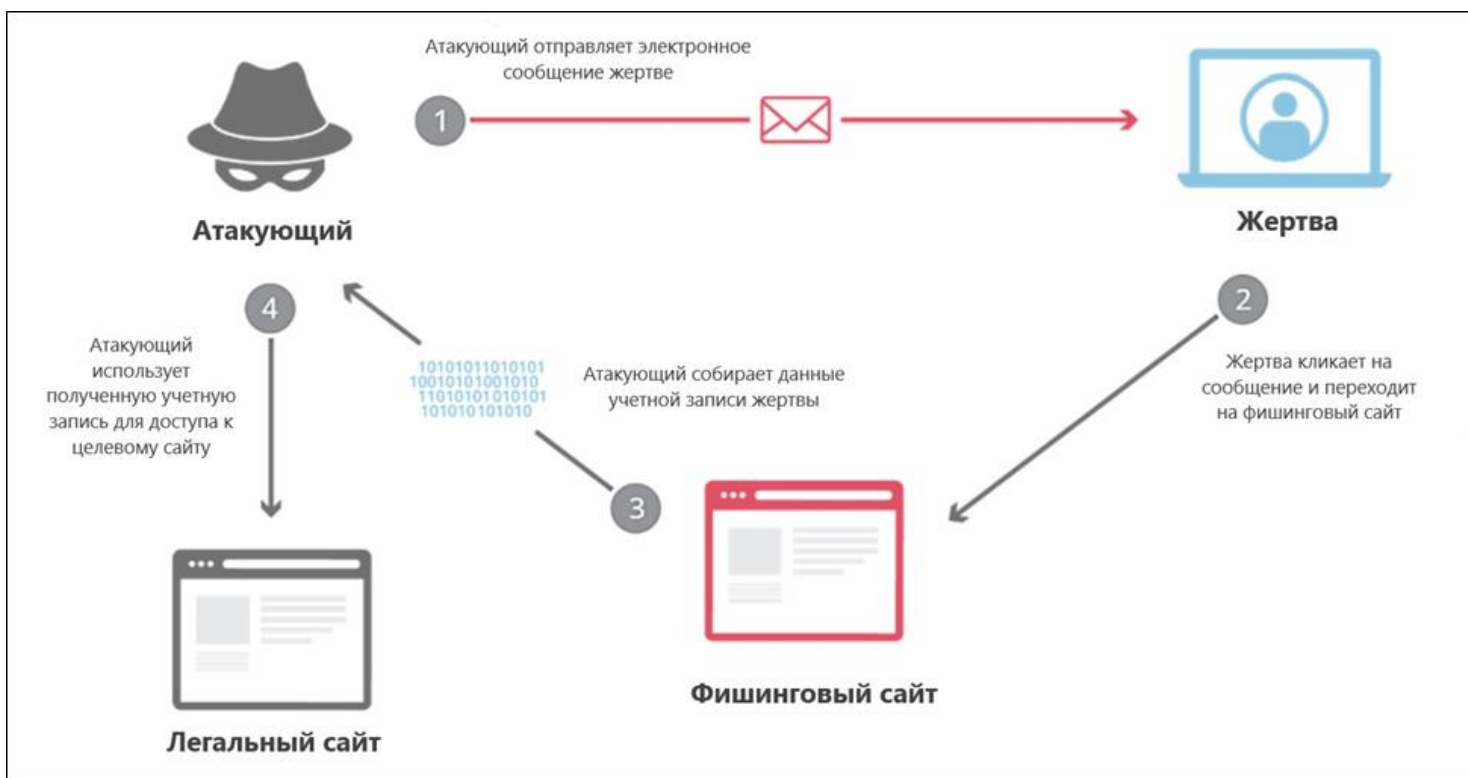 Атакующий отправляет электронное
сообщение жертве
1
Атакующий
Жертва
4
2
Атакующий
использует
полученную учетную
запись для доступа к
целевому сайту
10101011010101
10010101001010
11010101010101
101010101010
Атакующий собирает данные
учетной записи жертвы
Жертва кликает на
сообщение и переходит
на фишинговый сайт
3
Фишинговый сайт
Легальный сайт